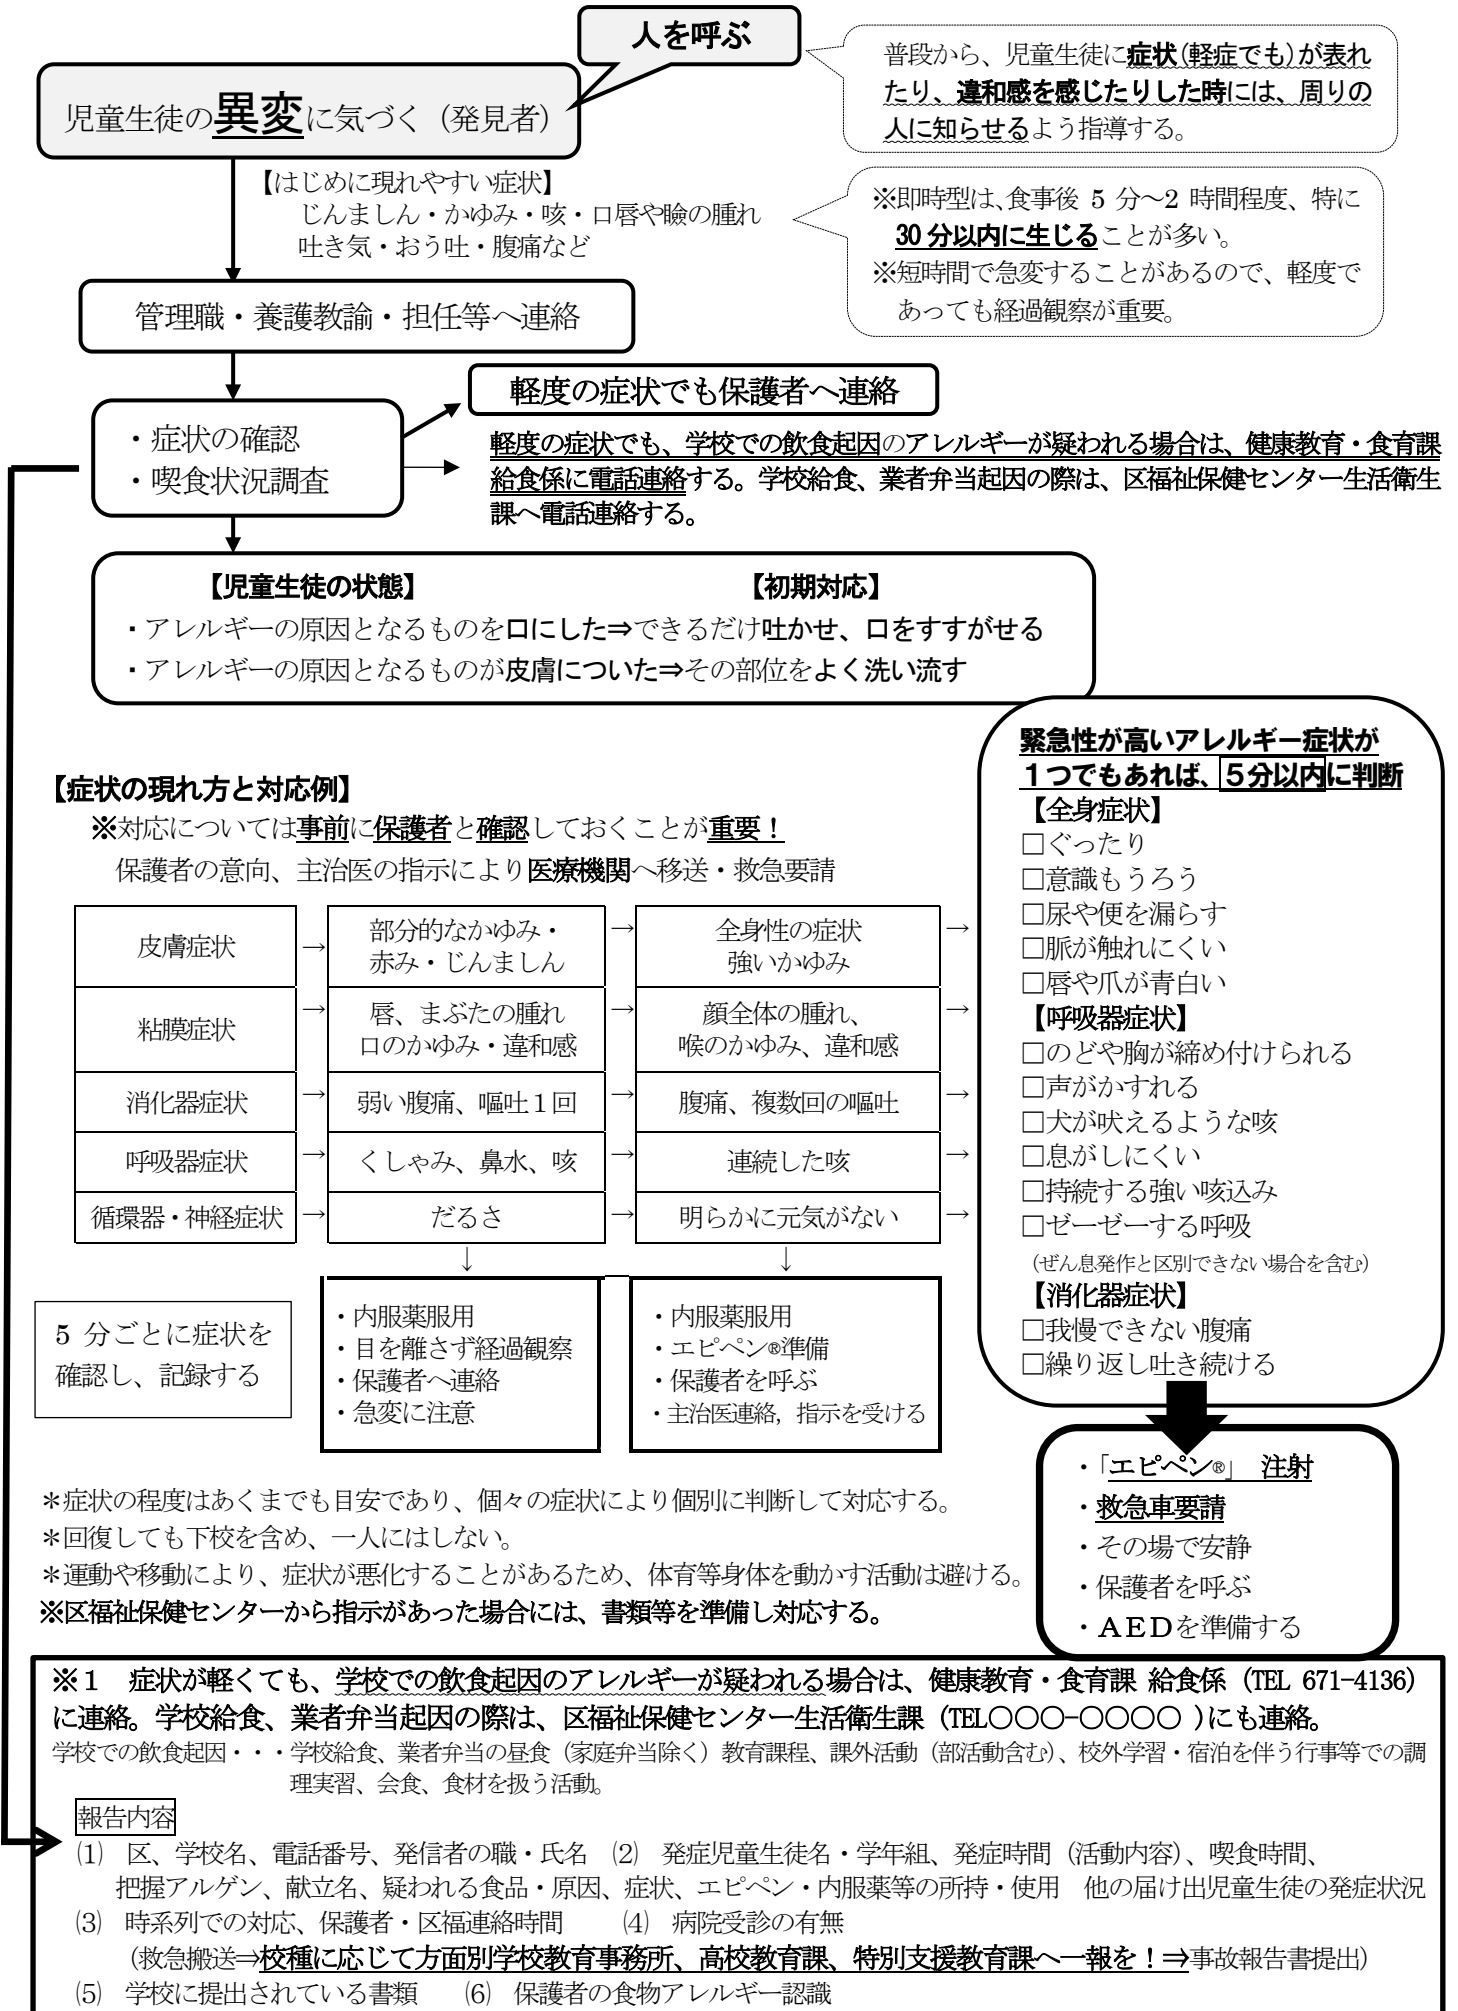 人を呼ぶ
児童生徒の異変に気づく（発見者）
普段から、児童生徒に症状(軽症でも)が表れ
たり、違和感を感じたりした時には、周りの
人に知らせるよう指導する。
【はじめに現れやすい症状】
じんましん・かゆみ・咳・口唇や瞼の腫れ
吐き気・おう吐・腹痛など
※即時型は、食事後 5 分～2 時間程度、特に
30 分以内に生じることが多い。
※短時間で急変することがあるので、軽度で
あっても経過観察が重要。
管理職・養護教諭・担任等へ連絡
軽度の症状でも保護者へ連絡
・症状の確認
・喫食状況調査
軽度の症状でも、学校での飲食起因のアレルギーが疑われる場合は、健康教育・食育課
給食係に電話連絡する。学校給食、業者弁当起因の際は、区福祉保健センター生活衛生
課へ電話連絡する。
【児童生徒の状態】 【初期対応】
・アレルギーの原因となるものを口にした⇒できるだけ吐かせ、口をすすがせる
・アレルギーの原因となるものが皮膚についた⇒その部位をよく洗い流す
【症状の現れ方と対応例】
※対応については事前に保護者と確認しておくことが重要！
保護者の意向、主治医の指示により医療機関へ移送・救急要請
皮膚症状 → 部分的なかゆみ・ → 全身性の症状 →
赤み・じんましん 強いかゆみ
粘膜症状 → 唇、まぶたの腫れ → 顔全体の腫れ、 →
口のかゆみ・違和感 喉のかゆみ、違和感
消化器症状 → 弱い腹痛、嘔吐１回 → 腹痛、複数回の嘔吐 →
呼吸器症状 → くしゃみ、鼻水、咳 → 連続した咳 →
循環器・神経症状 → だるさ → 明らかに元気がない →
↓ ↓
5 分ごとに症状を
確認し、記録する
・内服薬服用
・目を離さず経過観察
・保護者へ連絡
・急変に注意
・内服薬服用
・エピペン®準備
・保護者を呼ぶ
・主治医連絡，指示を受ける
緊急性が高いアレルギー症状が
１つでもあれば、５分以内に判断
【全身症状】
□ぐったり
□意識もうろう
□尿や便を漏らす
□脈が触れにくい
□唇や爪が青白い
【呼吸器症状】
□のどや胸が締め付けられる
□声がかすれる
□犬が吠えるような咳
□息がしにくい
□持続する強い咳込み
□ゼーゼーする呼吸
（ぜん息発作と区別できない場合を含む）
【消化器症状】
□我慢できない腹痛
□繰り返し吐き続ける
・「エピペン®」 注射
・救急車要請
・その場で安静
・保護者を呼ぶ
・ＡＥＤを準備する
＊症状の程度はあくまでも目安であり、個々の症状により個別に判断して対応する。
＊回復しても下校を含め、一人にはしない。
＊運動や移動により、症状が悪化することがあるため、体育等身体を動かす活動は避ける。
※区福祉保健センターから指示があった場合には、書類等を準備し対応する。
※１ 症状が軽くても、学校での飲食起因のアレルギーが疑われる場合は、健康教育・食育課 給食係（TEL 671-4136）
に連絡。学校給食、業者弁当起因の際は、区福祉保健センター生活衛生課（TEL〇〇〇-〇〇〇〇 )にも連絡。
学校での飲食起因・・・学校給食、業者弁当の昼食（家庭弁当除く）教育課程、課外活動（部活動含む）、校外学習・宿泊を伴う行事等での調
理実習、会食、食材を扱う活動。
報告内容
⑴ 区、学校名、電話番号、発信者の職・氏名 ⑵ 発症児童生徒名・学年組、発症時間（活動内容）、喫食時間、
把握アルゲン、献立名、疑われる食品・原因、症状、エピペン・内服薬等の所持・使用 他の届け出児童生徒の発症状況
⑶ 時系列での対応、保護者・区福連絡時間 ⑷ 病院受診の有無
（救急搬送⇒校種に応じて方面別学校教育事務所、高校教育課、特別支援教育課へ一報を！⇒事故報告書提出）
⑸ 学校に提出されている書類 ⑹ 保護者の食物アレルギー認識